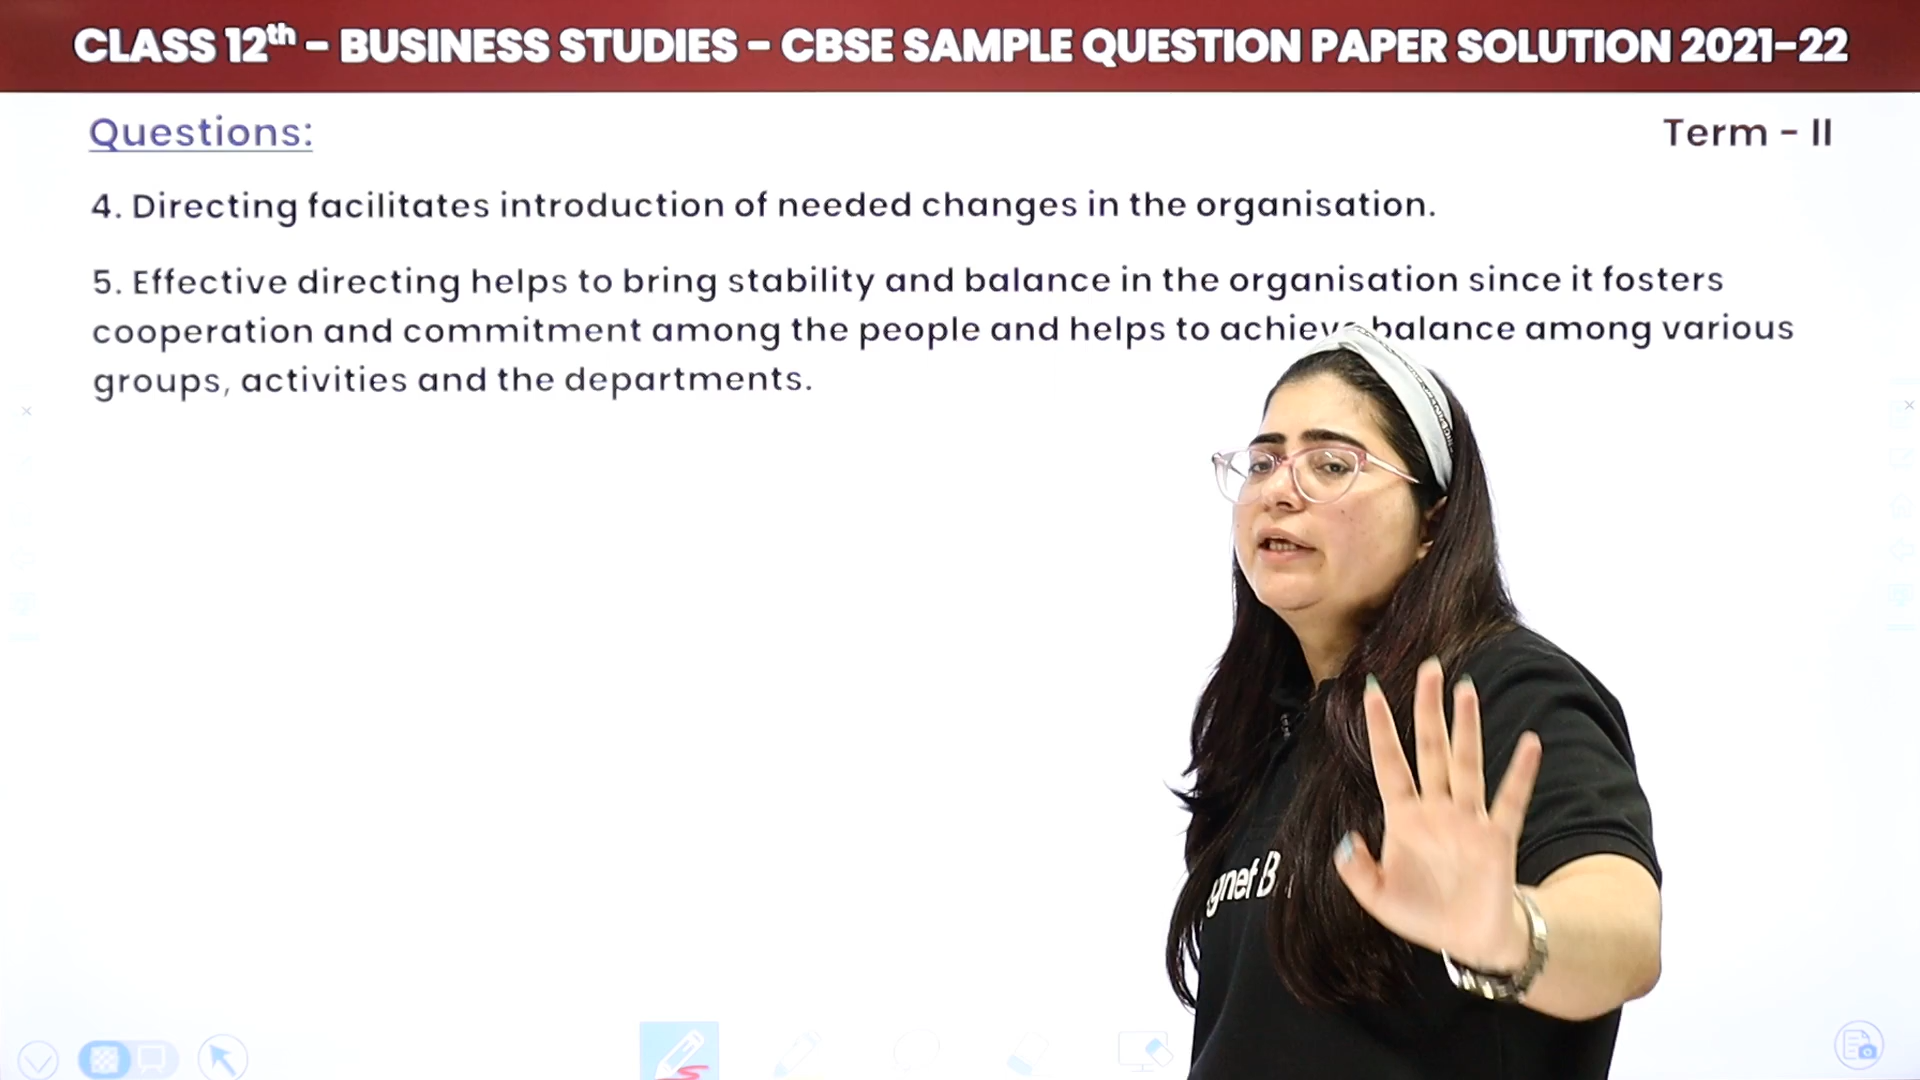 CLASS 12th – BUSINESS STUDIES – CBSE SAMPLE QUESTION PAPER SOLUTION 2021–22
Questions:
Term - II
4. Directing facilitates introduction of needed changes in the organisation.
5. Effective directing helps to bring stability and balance in the organisation since it fosters
cooperation and commitment among the people and helps to achieve balance among various
groups, activities and the departments.
gnet B